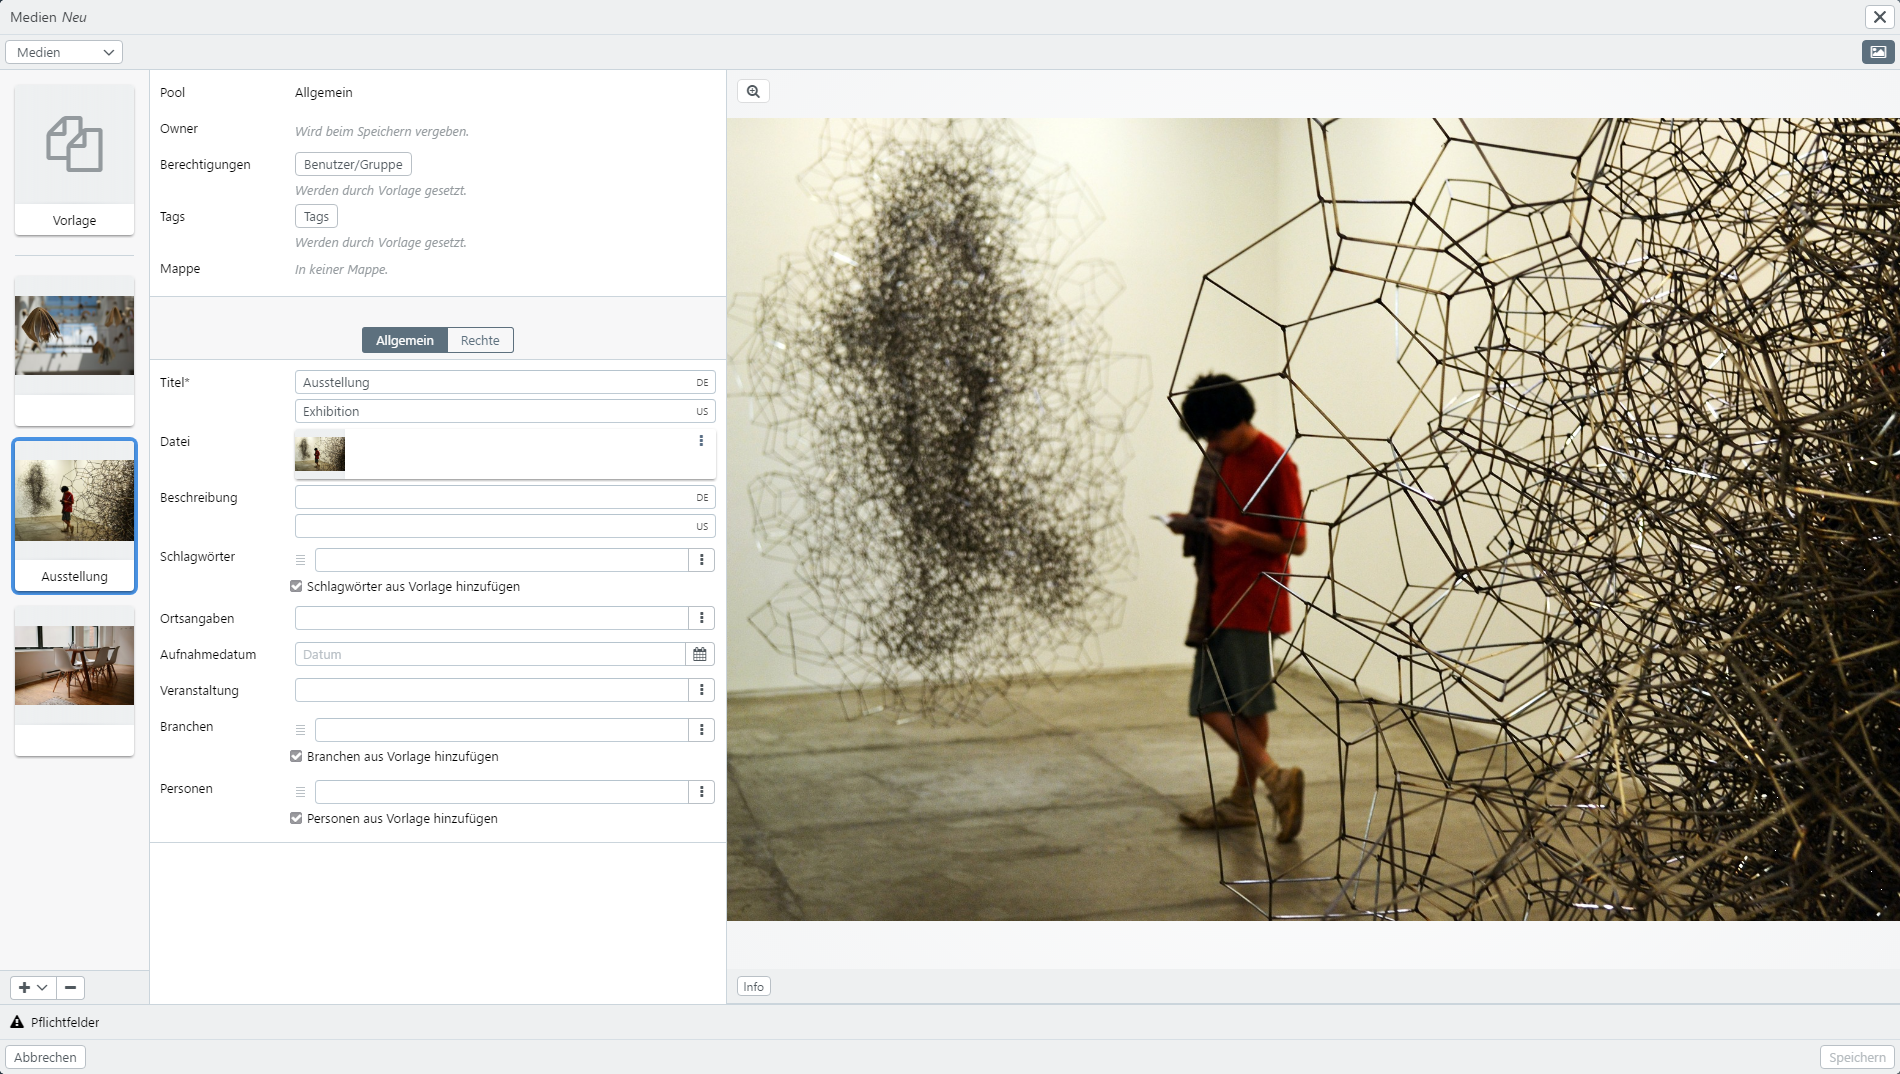 Medien Neu
Medien
Vorlage
Ausstellung
Pool Allgemein
Owner Wird beim Speichern vergeben.
Berechtigungen Benutzer/Gruppe
Werden durch Vorlage gesetzt.
Tags Tags
Werden durch Vorlage gesetzt.
Mappe In keiner Mappe.
Allgemein Rechte
Titel* Ausstellung DE
Exhibition US
Datei
Beschreibung DE
US
Schlagwörter
Schlagwörter aus Vorlage hinzufügen
Ortsangaben
Aufnahmedatum Datum
Veranstaltung
Branchen
Branchen aus Vorlage hinzufügen
Personen
Personen aus Vorlage hinzufügen
Info
Pflichtfelder
Abbrechen Speichern